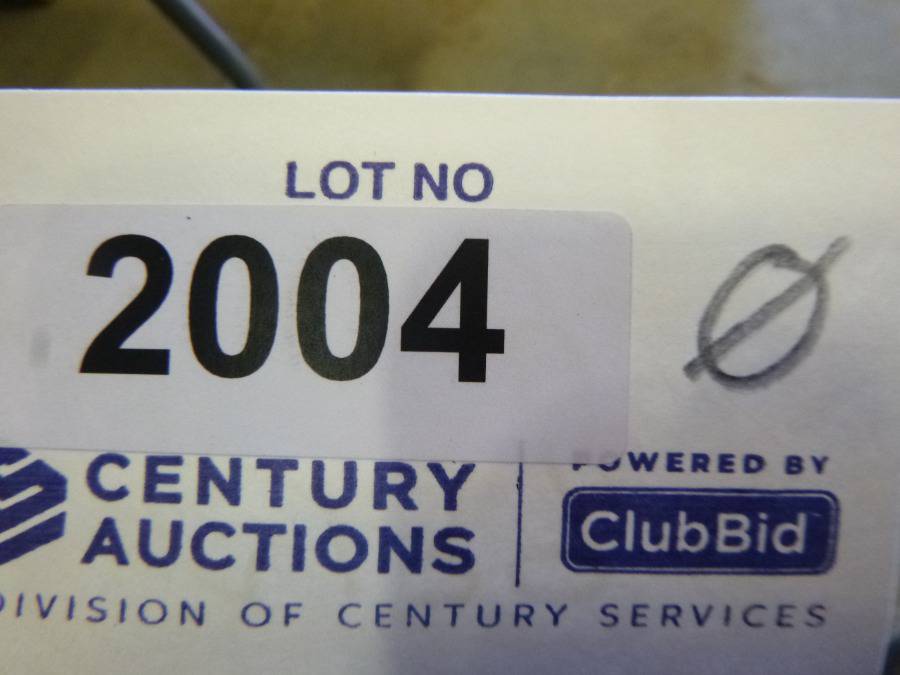 LOT NO
2004 Ø
CENTURY
AUCTIONS
POWERED BY
ClubBid
DIVISION OF CENTURY SERVICES